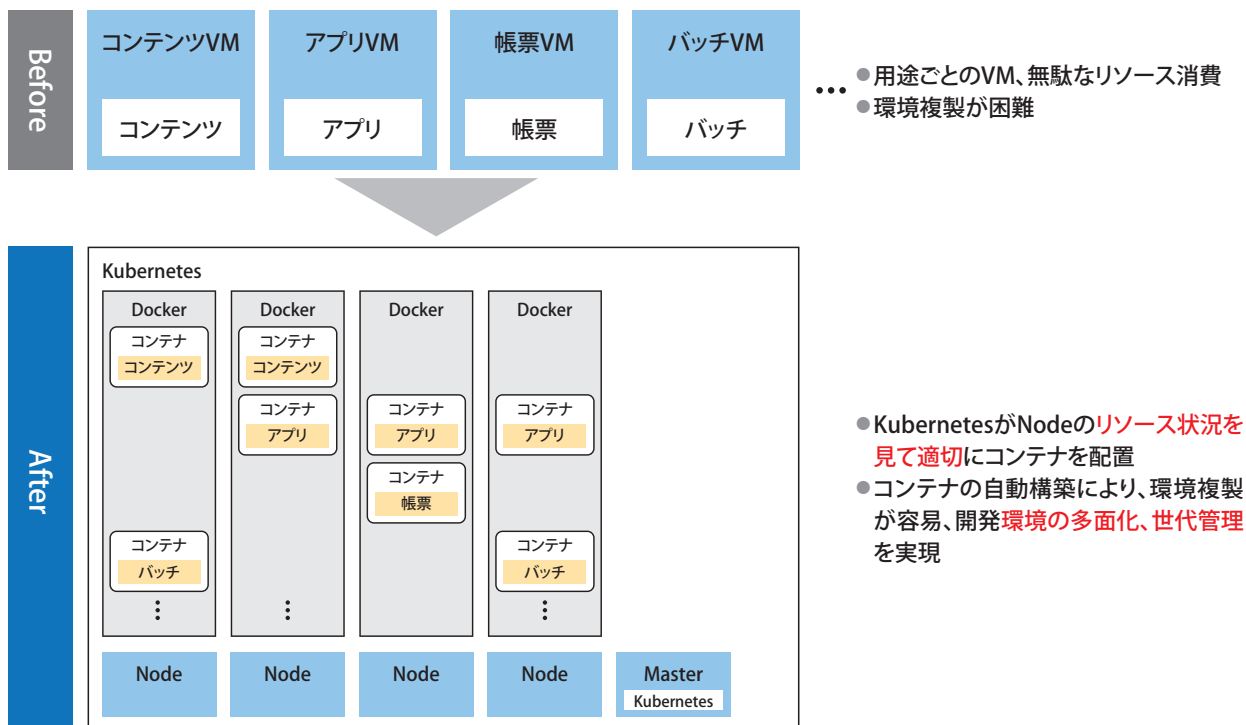 Before
コンテンツVM
コンテンツ
アプリVM
アプリ
帳票VM
帳票
バッチVM
バッチ
…
●用途ごとのVM、無駄なリソース消費
●環境複製が困難
After
Kubernetes
Docker
コンテナ
コンテンツ
コンテナ
バッチ
⋮
Node
Docker
コンテナ
コンテンツ
コンテナ
アプリ
⋮
Node
Docker
コンテナ
アプリ
コンテナ
帳票
Node
Docker
コンテナ
アプリ
コンテナ
バッチ
⋮
Node
Master
Kubernetes
●KubernetesがNodeのリソース状況を
見て適切にコンテナを配置
●コンテナの自動構築により、環境複製
が容易、開発環境の多面化、世代管理
を実現